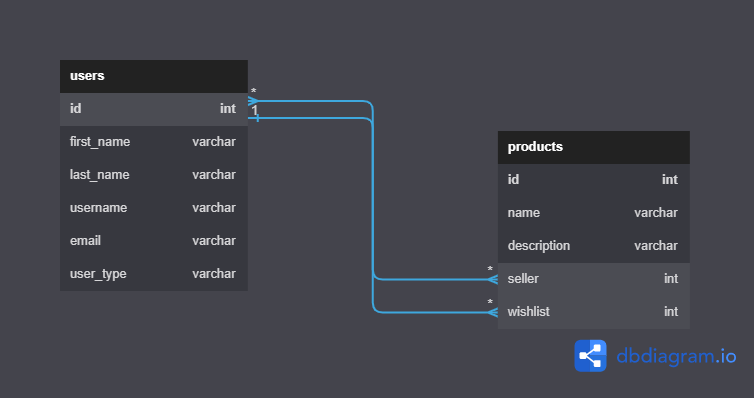 users
id int
first_name varchar
last_name varchar
username varchar
email varchar
user_type varchar
*
1
products
id int
name varchar
description varchar
* seller int
* wishlist int
dbdiagram.io